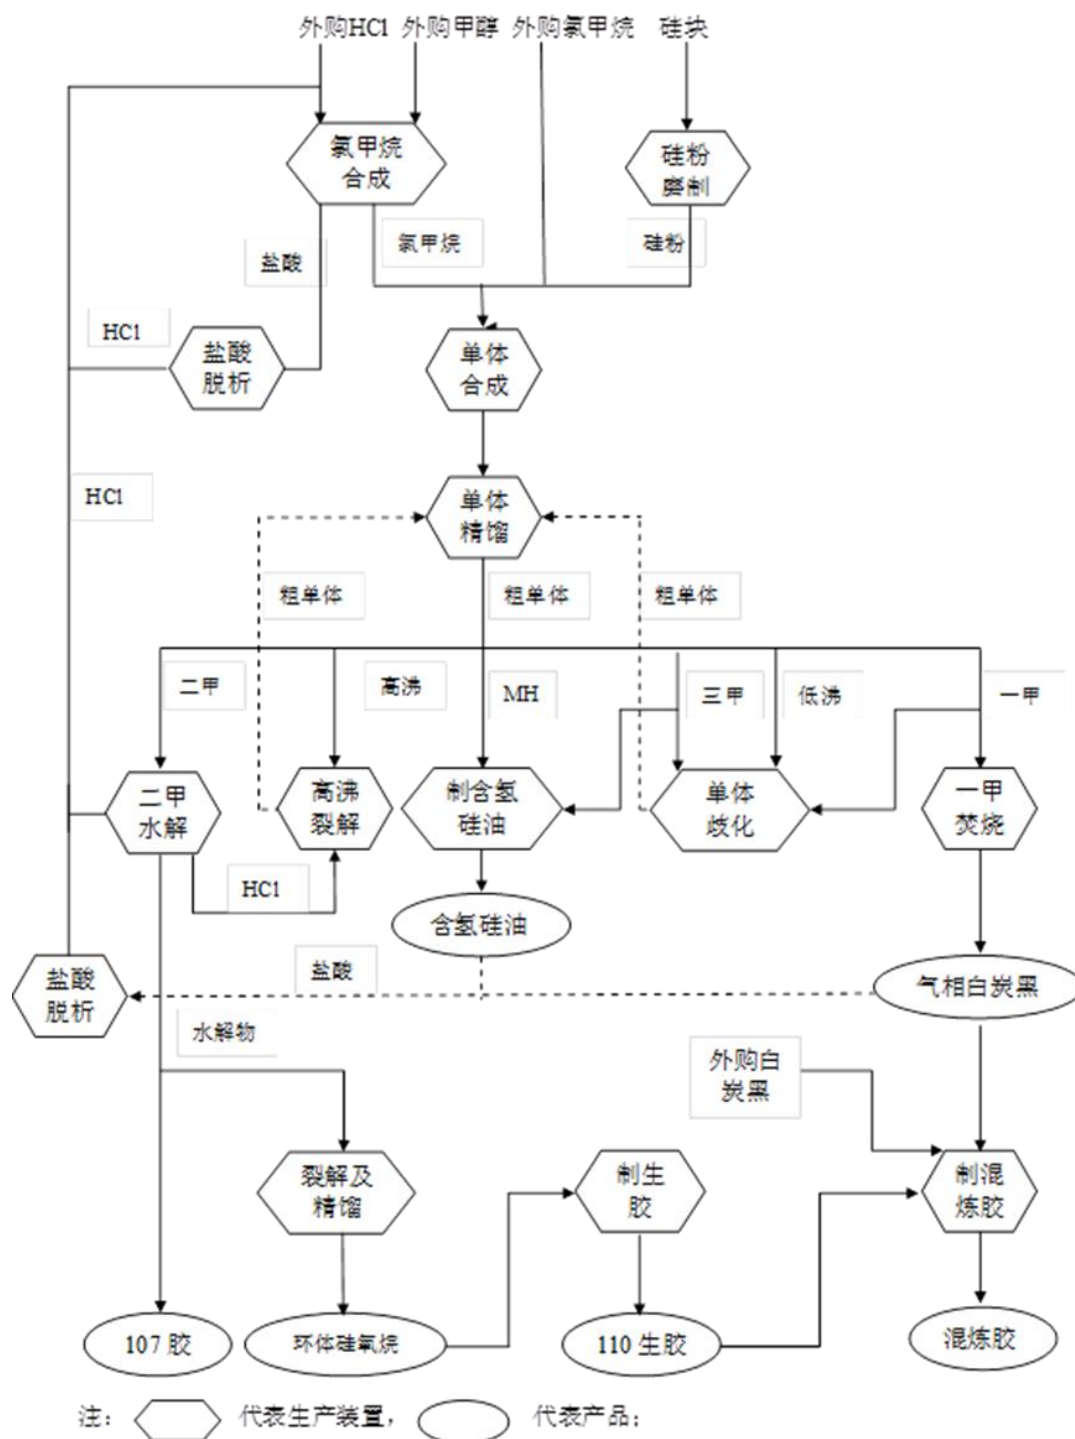 外购HCl 外购甲醇 外购氯甲烷 硅块
氯甲烷
合成
硅粉
磨制
盐酸
氯甲烷
硅粉
HCl
盐酸
脱析
单体
合成
HCl
单体
精馏
粗单体
粗单体
粗单体
二甲
高沸
MH
三甲
低沸
一甲
二甲
水解
高沸
裂解
制含氢
硅油
单体
歧化
一甲
焚烧
HCl
含氢硅油
盐酸
脱析
盐酸
气相白炭黑
水解物
外购白
炭黑
裂解及
精馏
制生
胶
制混
炼胶
107 胶
环体硅氧烷
110 生胶
混炼胶
注： 代表生产装置， 代表产品；